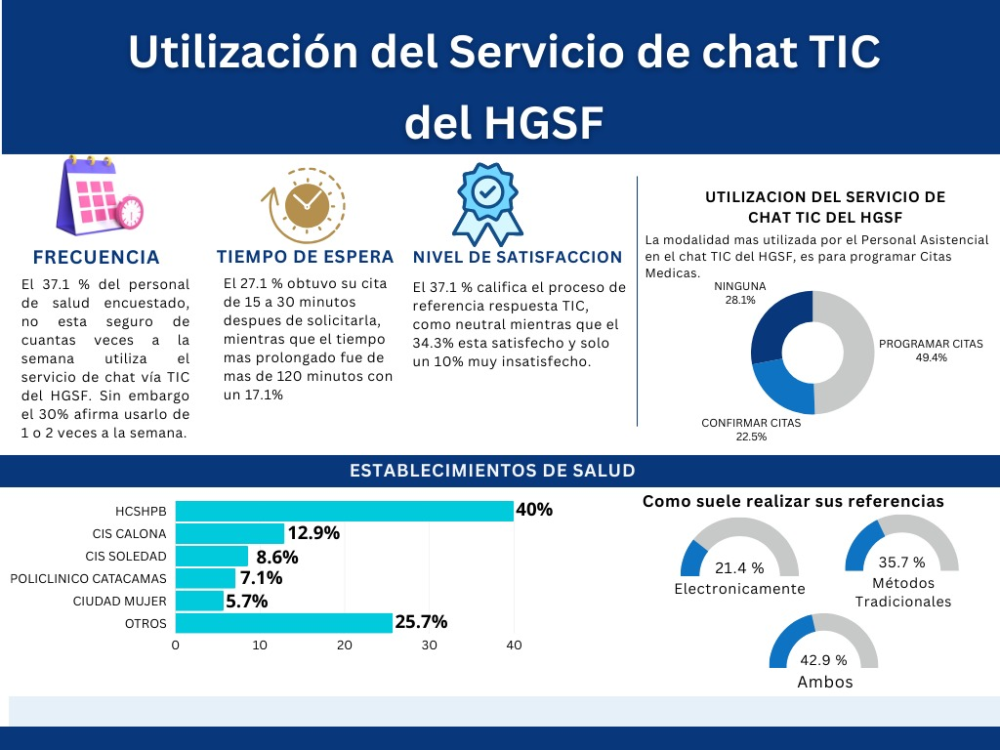 Utilización del Servicio de chat TIC
del HGSF
FRECUENCIA
El 37.1 % del personal
de salud encuestado,
no esta seguro de
cuantas veces a la
semana utiliza el
servicio de chat vía TIC
del HGSF. Sin embargo
el 30% afirma usarlo de
1 o 2 veces a la semana.
TIEMPO DE ESPERA
El 27.1 % obtuvo su cita
de 15 a 30 minutos
despues de solicitarla,
mientras que el tiempo
mas prolongado fue de
mas de 120 minutos con
un 17.1%
NIVEL DE SATISFACCION
El 37.1 % califica el proceso de
referencia respuesta TIC,
como neutral mientras que el
34.3% esta satisfecho y solo
un 10% muy insatisfecho.
UTILIZACION DEL SERVICIO DE
CHAT TIC DEL HGSF
La modalidad mas utilizada por el Personal Asistencial
en el chat TIC del HGSF, es para programar Citas
Medicas.
NINGUNA
28.1%
PROGRAMAR CITAS
49.4%
CONFIRMAR CITAS
22.5%
ESTABLECIMIENTOS DE SALUD
HCSHPB 40%
CIS CALONA 12.9%
CIS SOLEDAD 8.6%
POLICLINICO CATACAMAS 7.1%
CIUDAD MUJER 5.7%
OTROS 25.7%
0 10 20 30 40
Como suele realizar sus referencias
21.4 %
Electronicamente
35.7 %
Métodos
Tradicionales
42.9 %
Ambos